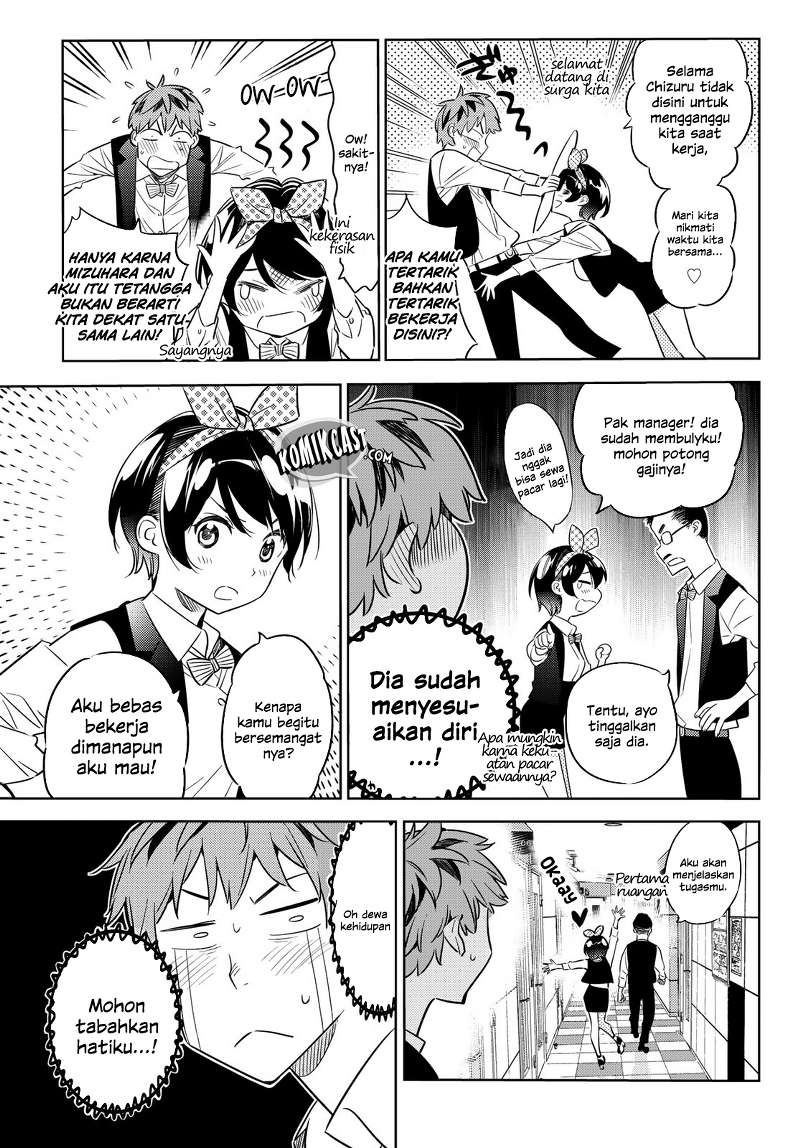 Selama
Chizuru tidak
disini untuk
mengganggu
kita saat
kerja,
Mari kita
nikmati
waktu kita
bersama...
♡
selamat
datang di
surga kita
APA KAMU
TERTARIK
BAHKAN
TERTARIK
BEKERJA
DISINI?!
OW=OW=
Ow!
sakit-
nya!
Ini
kekerasan
fisik
HANYA KARNA
MIZUHARA DAN
AKU ITU TETANGGA
BUKAN BERARTI
KITA DEKAT SATU-
SAMA LAIN!
Sayangnya
Pak manager! dia
sudah membulyku!
mohon potong
gajinya!
Jadi dia
nggak
bisa sewa
pacar lagi!
Tentu, ayo
tinggalkan
saja dia.
Dia sudah
menyesu-
aikan diri
...!
Apa mungkin
karna keku-
atan pacar
sewaannya?
KOMIKCAST.COM
Kenapa
kamu begitu
bersemangat
nya?
Aku bebas
bekerja
dimanapun
aku mau!
Aku akan
menjelaskan
tugasmu.
Pertama
ruangan
Okaay
♥
Oh dewa
kehidupan
Mohon
tabahkan
hatiku...!